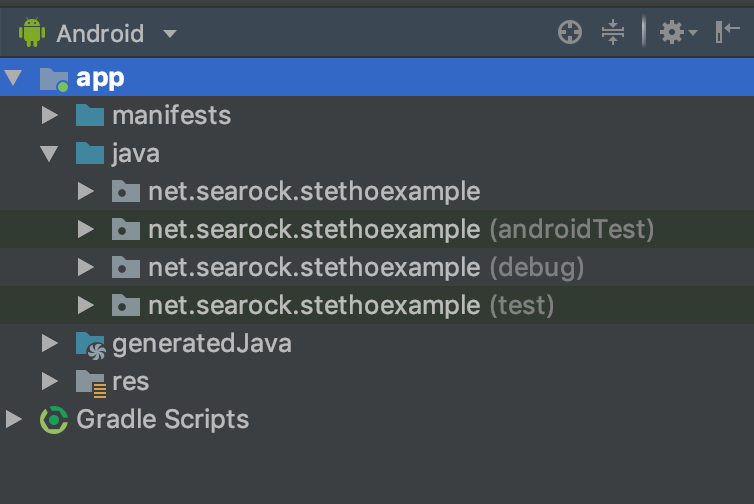 Android
app
manifests
java
net.searock.stethoexample
net.searock.stethoexample (androidTest)
net.searock.stethoexample (debug)
net.searock.stethoexample (test)
generatedJava
res
Gradle Scripts